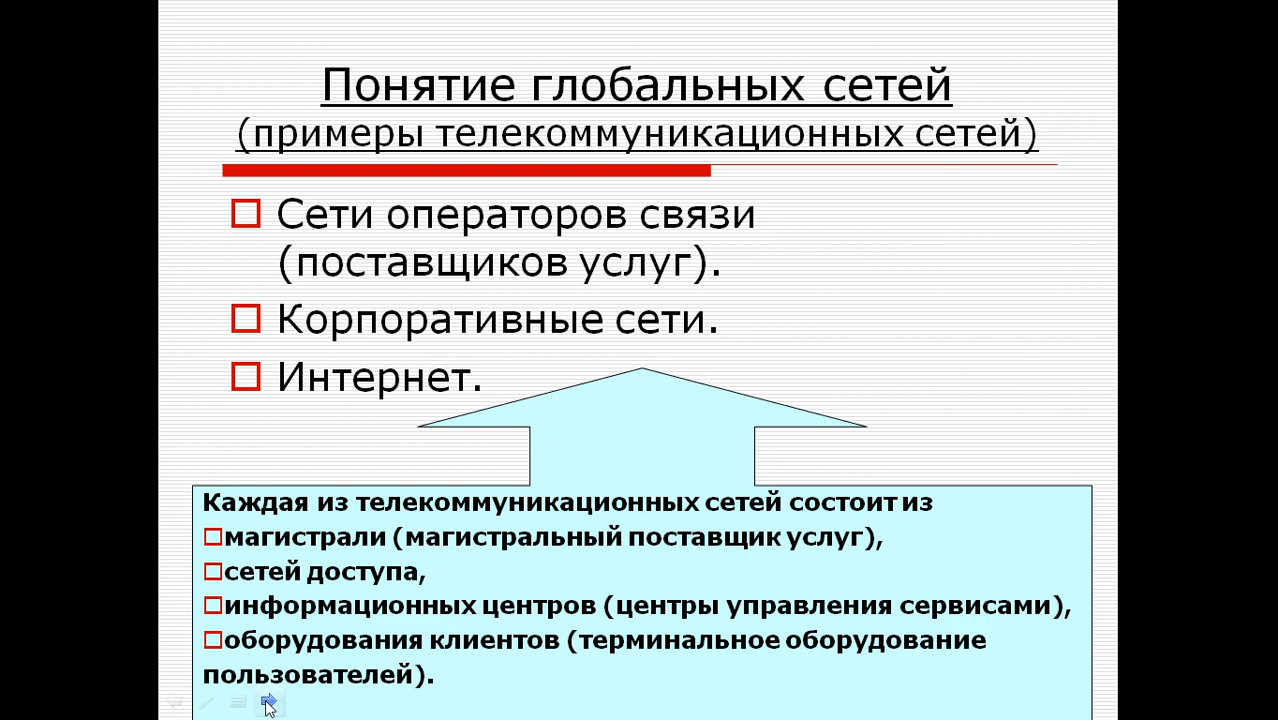 Понятие глобальных сетей
(примеры телекоммуникационных сетей)
Сети операторов связи
(поставщиков услуг).
Корпоративные сети.
Интернет.
Каждая из телекоммуникационных сетей состоит из
магистрали (магистральный поставщик услуг),
сетей доступа,
информационных центров (центры управления сервисами),
оборудования клиентов (терминальное оборудование
пользователей).